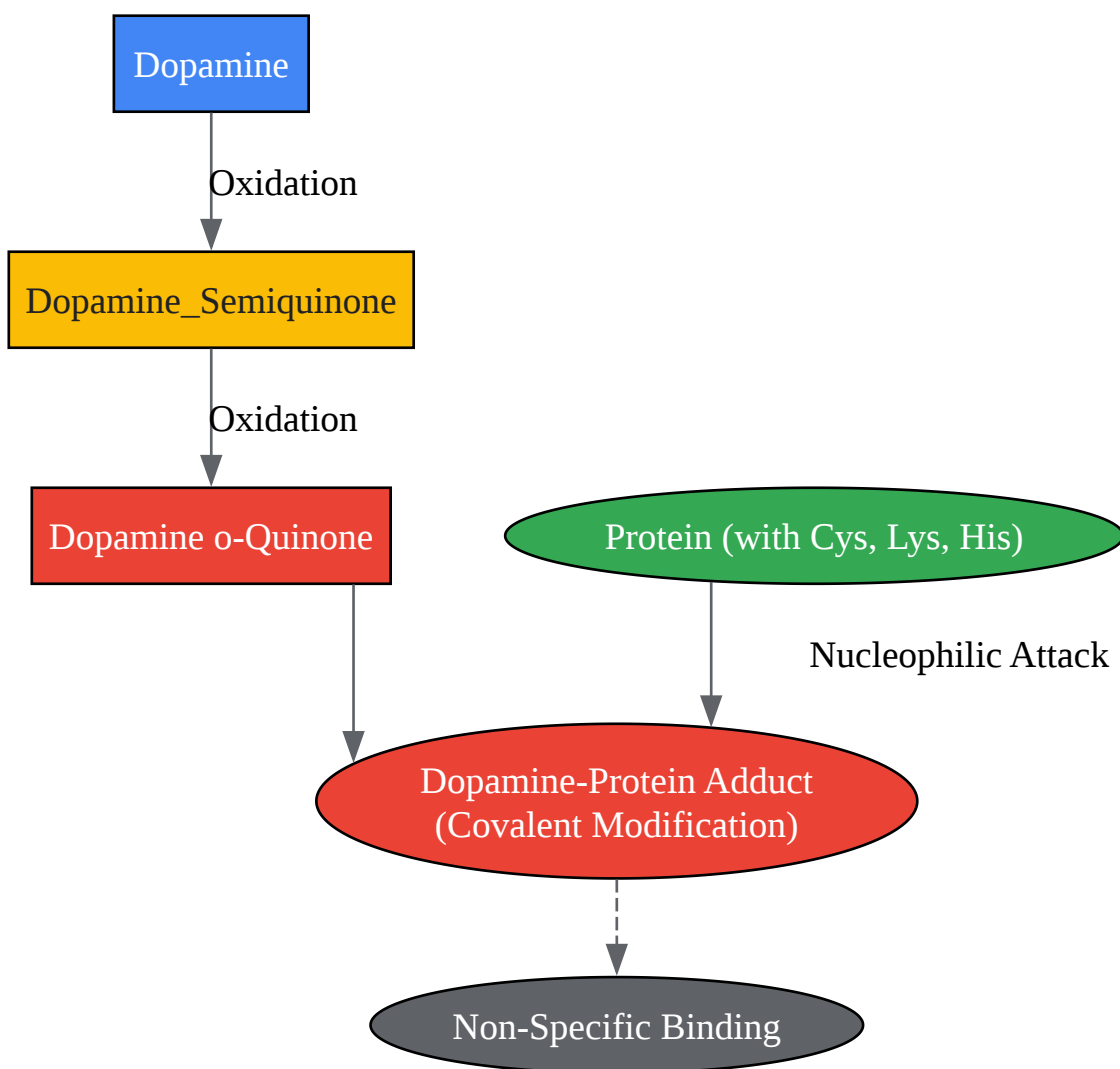 Dopamine
Oxidation
Dopamine_Semiquinone
Oxidation
Dopamine o-Quinone
Protein (with Cys, Lys, His)
Nucleophilic Attack
Dopamine-Protein Adduct
(Covalent Modification)
Non-Specific Binding